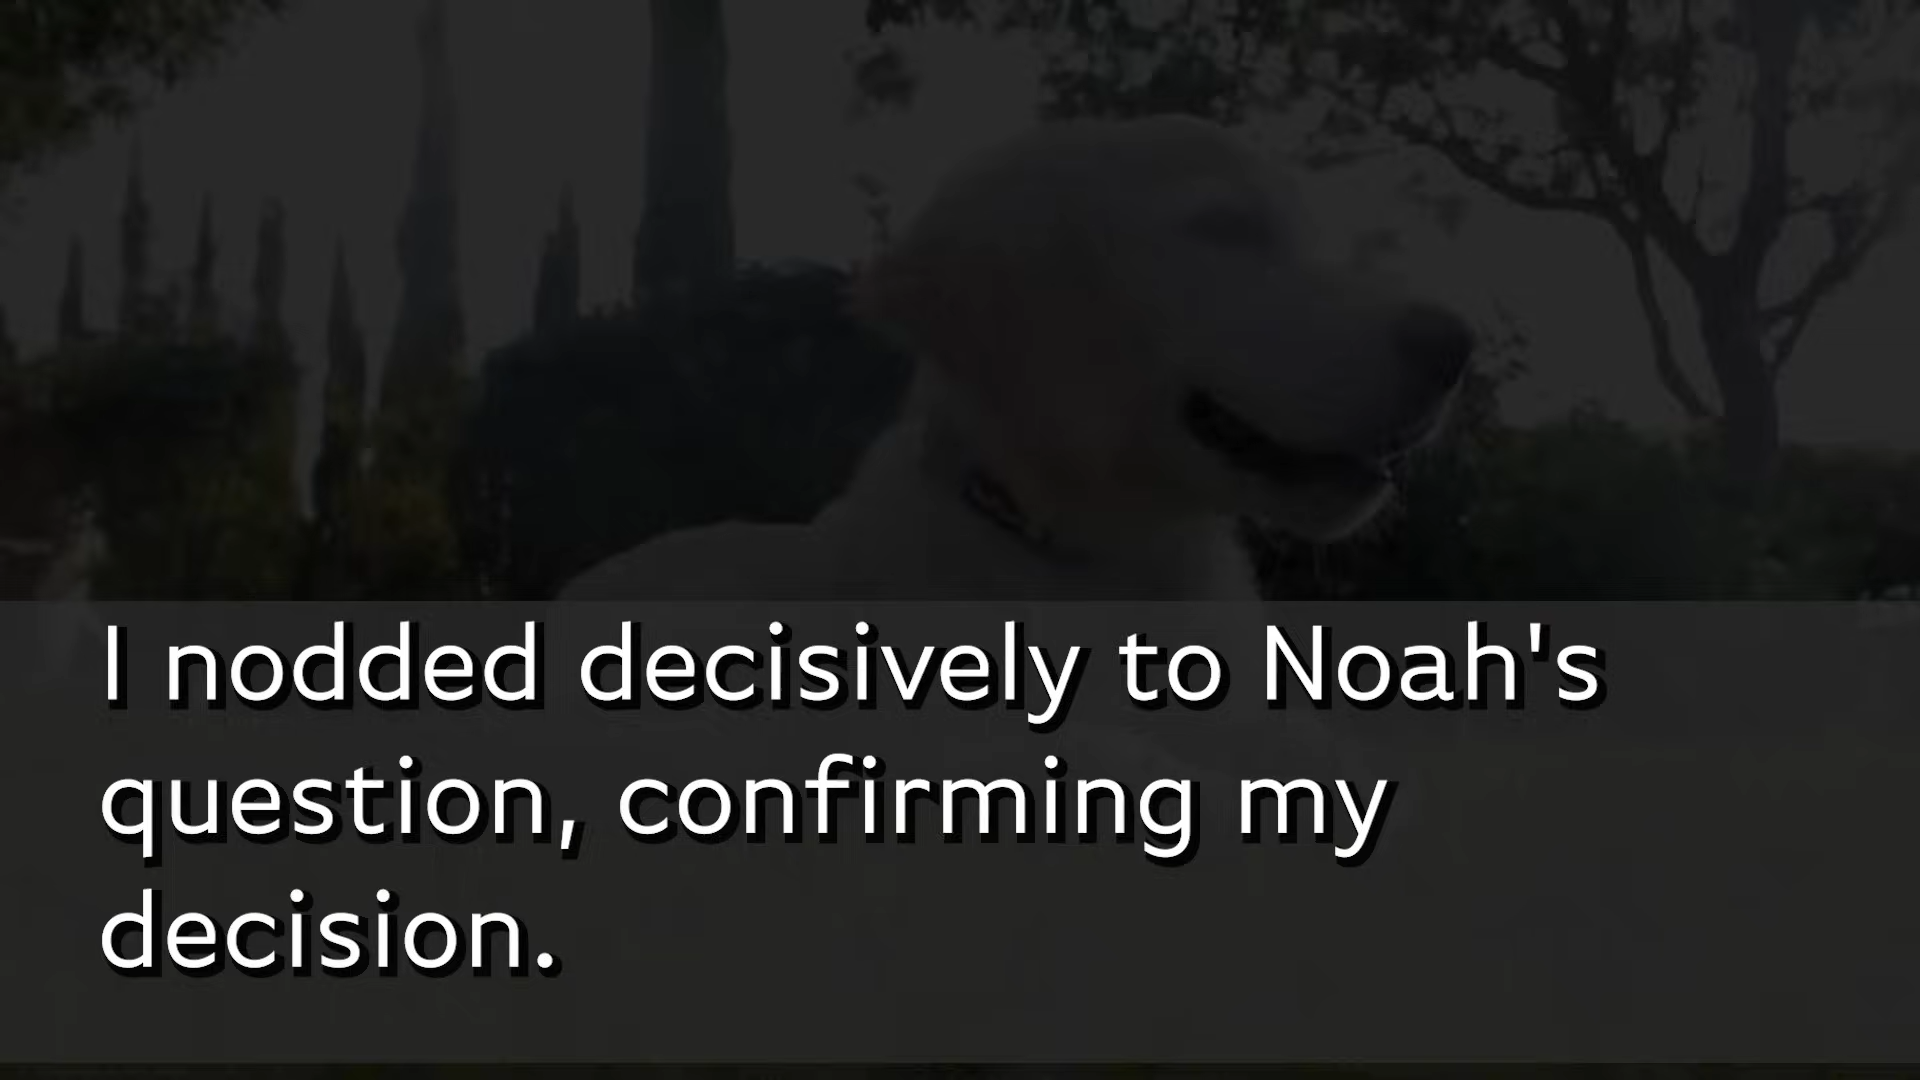 I nodded decisively to Noah's
question, confirming my
decision.